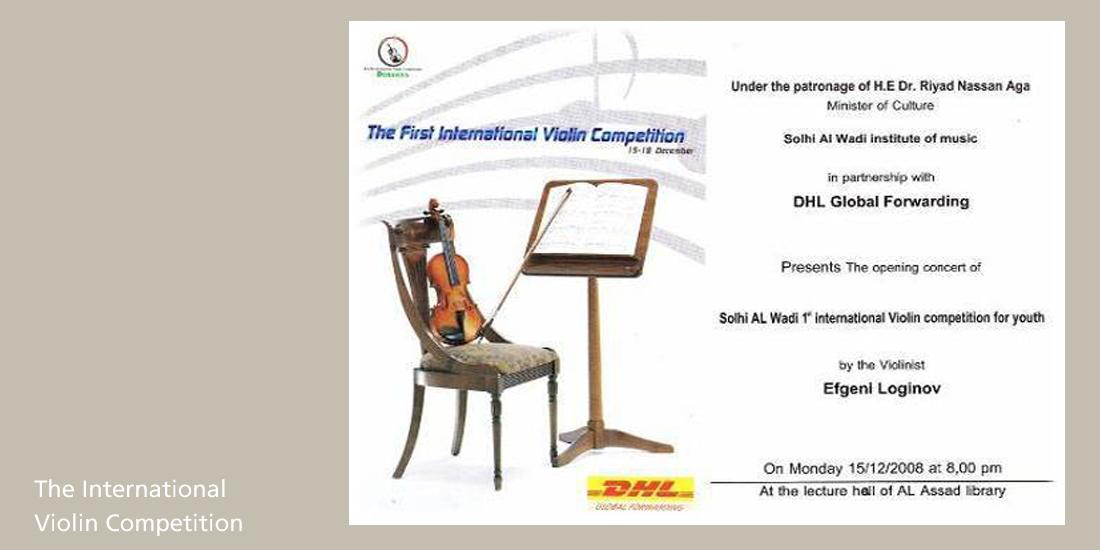 Damascus
The First International Violin Competition
15-18 December
DHL
GLOBAL FORWARDING
Under the patronage of H.E Dr. Riyad Nassan Aga
Minister of Culture
Solhi Al Wadi institute of music
in partnership with
DHL Global Forwarding
Presents The opening concert of
Solhi AL Wadi 1st international Violin competition for youth
by the Violinist
Efgeni Loginov
On Monday 15/12/2008 at 8,00 pm
At the lecture hall of AL Assad library
The International
Violin Competition